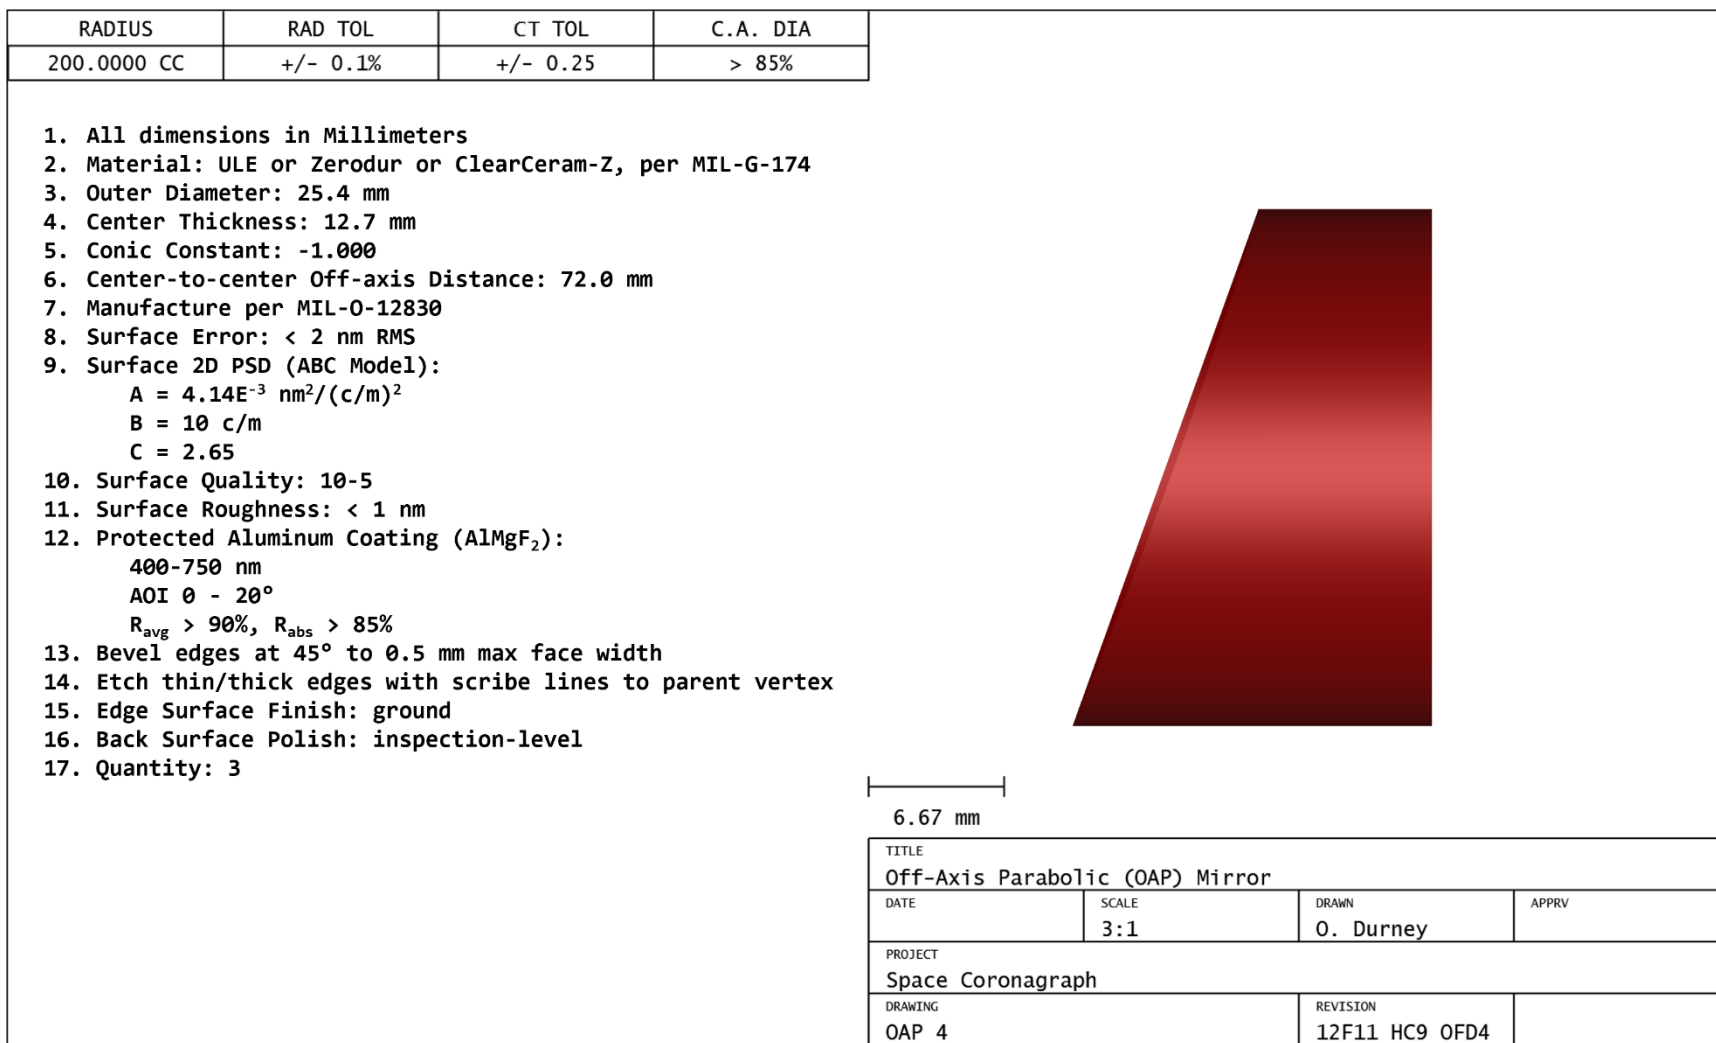 RADIUS RAD TOL CT TOL C.A. DIA
200.0000 CC +/- 0.1% +/- 0.25 > 85%
1. All dimensions in Millimeters
2. Material: ULE or Zerodur or ClearCeram-Z, per MIL-G-174
3. Outer Diameter: 25.4 mm
4. Center Thickness: 12.7 mm
5. Conic Constant: -1.000
6. Center-to-center Off-axis Distance: 72.0 mm
7. Manufacture per MIL-O-12830
8. Surface Error: < 2 nm RMS
9. Surface 2D PSD (ABC Model):
A = 4.14E⁻³ nm²/(c/m)²
B = 10 c/m
C = 2.65
10. Surface Quality: 10-5
11. Surface Roughness: < 1 nm
12. Protected Aluminum Coating (AlMgF₂):
400-750 nm
AOI 0 - 20°
Ravg > 90%, Rabs > 85%
13. Bevel edges at 45° to 0.5 mm max face width
14. Etch thin/thick edges with scribe lines to parent vertex
15. Edge Surface Finish: ground
16. Back Surface Polish: inspection-level
17. Quantity: 3
6.67 mm
TITLE
Off-Axis Parabolic (OAP) Mirror
DATE SCALE DRAWN APPRV
3:1 O. Durney
PROJECT
Space Coronagraph
DRAWING REVISION
OAP 4 12F11 HC9 OFD4